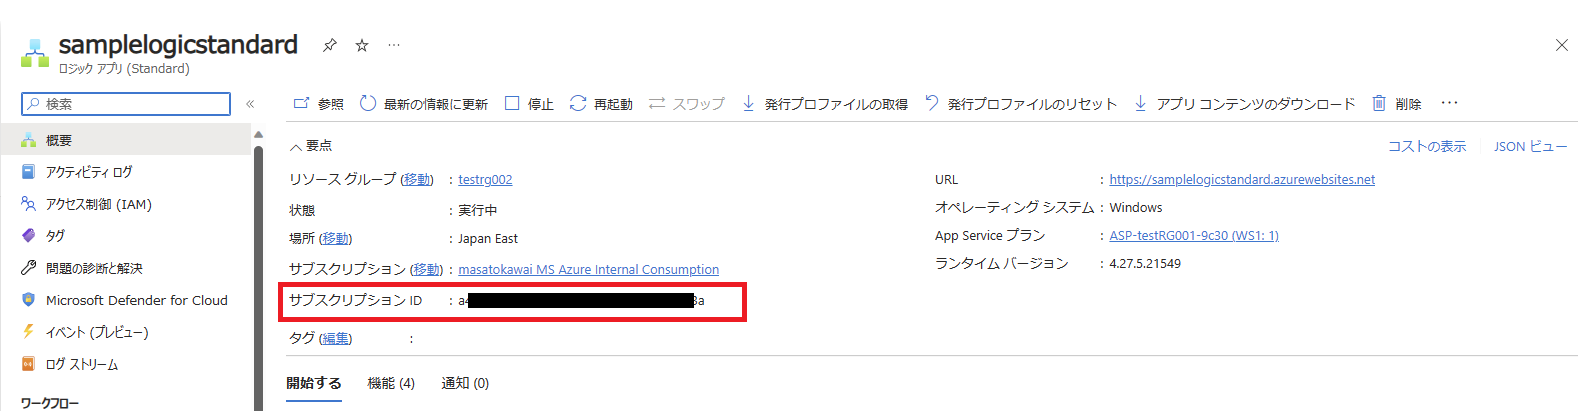 samplelogicstandard
ロジック アプリ (Standard)
検索
概要
アクティビティ ログ
アクセス制御 (IAM)
タグ
問題の診断と解決
Microsoft Defender for Cloud
イベント (プレビュー)
ログ ストリーム
ワークフロー
参照 最新の情報に更新 停止 再起動 スワップ 発行プロファイルの取得 発行プロファイルのリセット アプリ コンテンツのダウンロード 削除 ...
要点
コストの表示 JSON ビュー
リソース グループ (移動) : testrg002
状態 : 実行中
場所 (移動) : Japan East
サブスクリプション (移動) : masatokawai MS Azure Internal Consumption
サブスクリプション ID : a4 3a
タグ (編集) :
URL : https://samplelogicstandard.azurewebsites.net
オペレーティング システム : Windows
App Service プラン : ASP-testRG001-9c30 (WS1: 1)
ランタイム バージョン : 4.27.5.21549
開始する 機能 (4) 通知 (0)